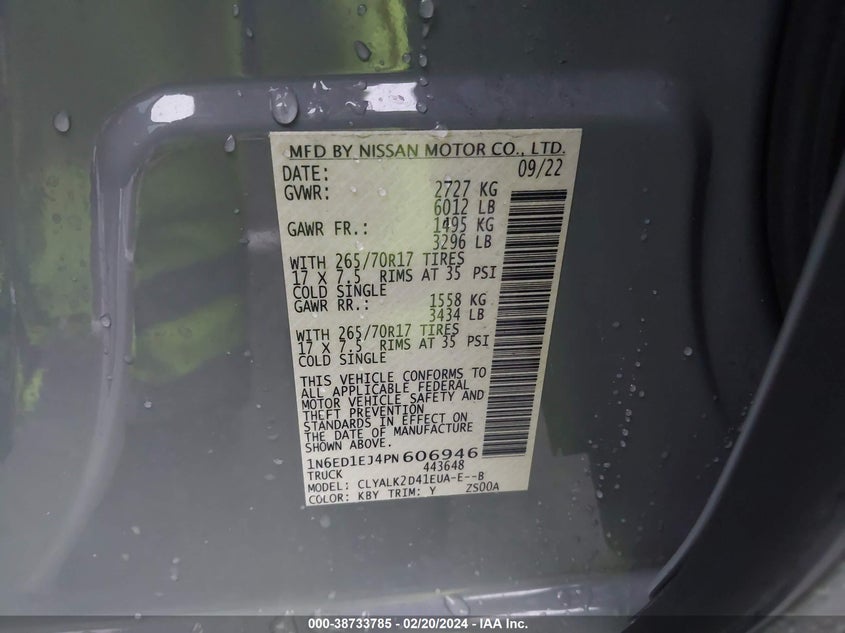 MFD BY NISSAN MOTOR CO., LTD.
DATE: 09/22
GVWR: 2727 KG
6012 LB
GAWR FR.: 1495 KG
3296 LB
WITH 265/70R17 TIRES
17 X 7.5 RIMS AT 35 PSI
COLD SINGLE
GAWR RR.: 1558 KG
3434 LB
WITH 265/70R17 TIRES
17 X 7.5 RIMS AT 35 PSI
COLD SINGLE
THIS VEHICLE CONFORMS TO
ALL APPLICABLE FEDERAL
MOTOR VEHICLE SAFETY AND
THEFT PREVENTION
STANDARDS IN EFFECT ON
THE DATE OF MANUFACTURE
SHOWN ABOVE.
1N6ED1EJ4PN606946
TRUCK 443648
MODEL: CLYALK2D41EUA-E--B
COLOR: KBY TRIM: Y ZS00A
000-38733785 - 02/20/2024 - IAA Inc.